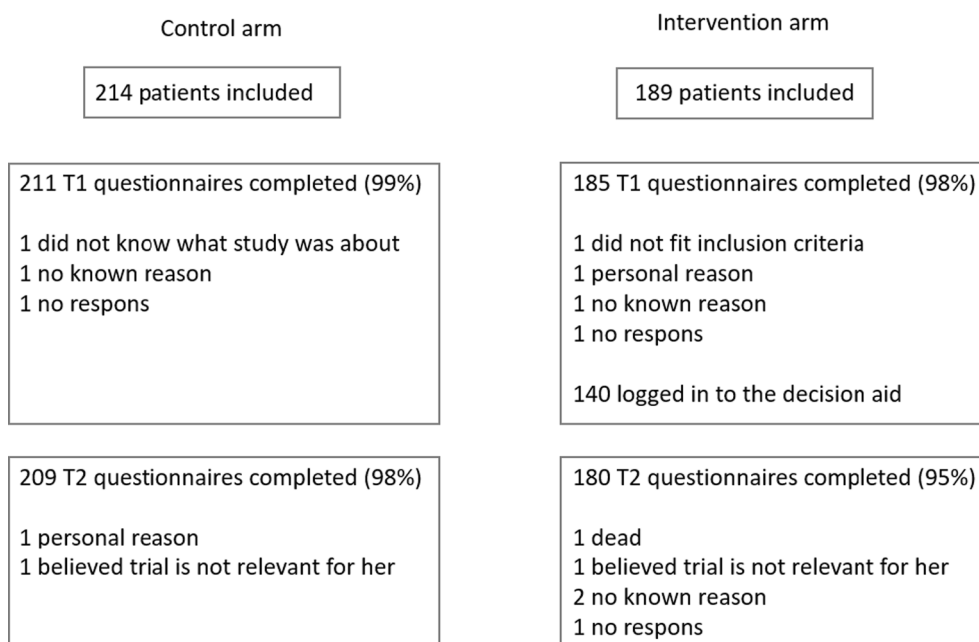 Control arm
Intervention arm
214 patients included
189 patients included
211 T1 questionnaires completed (99%)
1 did not know what study was about
1 no known reason
1 no respons
185 T1 questionnaires completed (98%)
1 did not fit inclusion criteria
1 personal reason
1 no known reason
1 no respons
140 logged in to the decision aid
209 T2 questionnaires completed (98%)
1 personal reason
1 believed trial is not relevant for her
180 T2 questionnaires completed (95%)
1 dead
1 believed trial is not relevant for her
2 no known reason
1 no respons